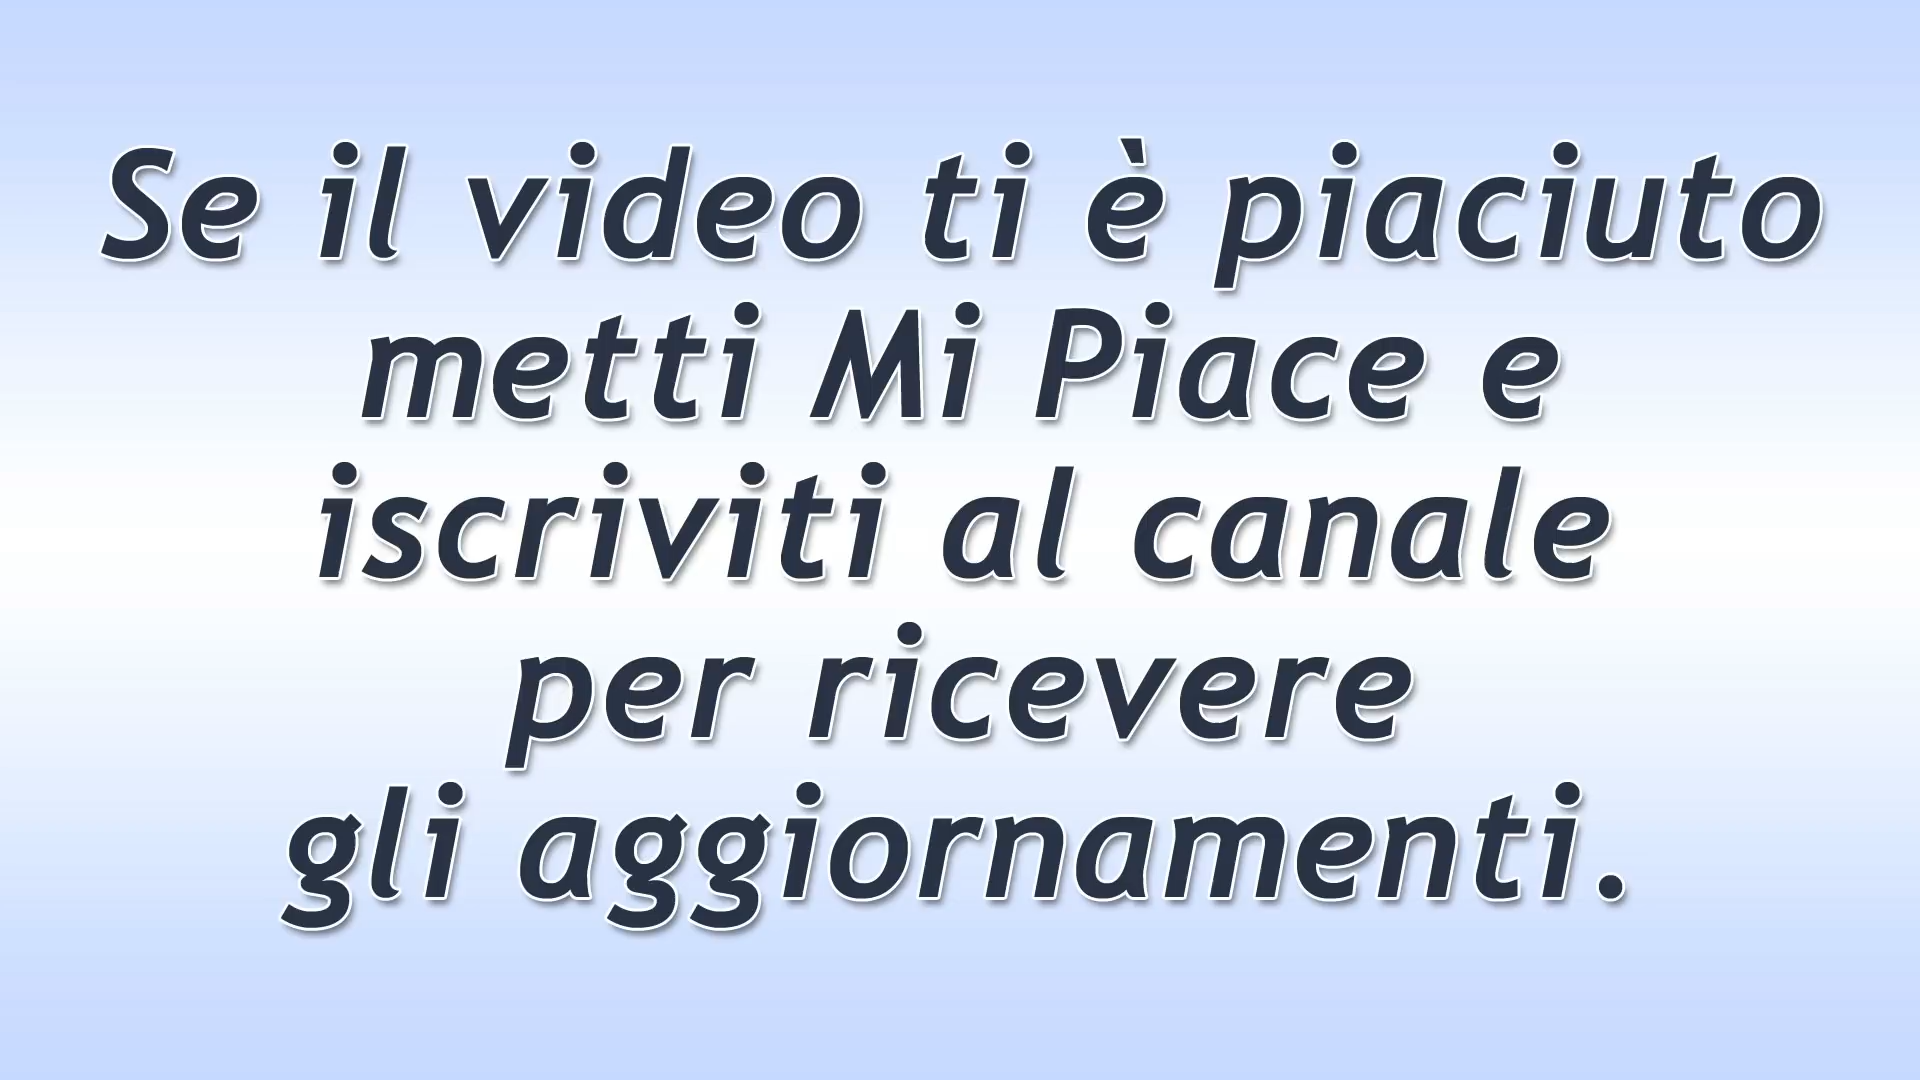 Se il video ti è piaciuto
metti Mi Piace e
iscriviti al canale
per ricevere
gli aggiornamenti.